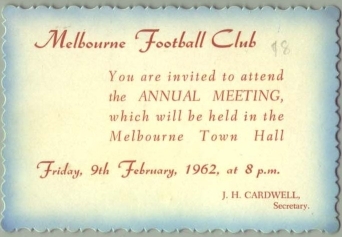 Melbourne Football Club
78
You are invited to attend
the ANNUAL MEETING,
which will be held in the
Melbourne Town Hall
Friday, 9th February, 1962, at 8 p.m.
J. H. CARDWELL,
Secretary.